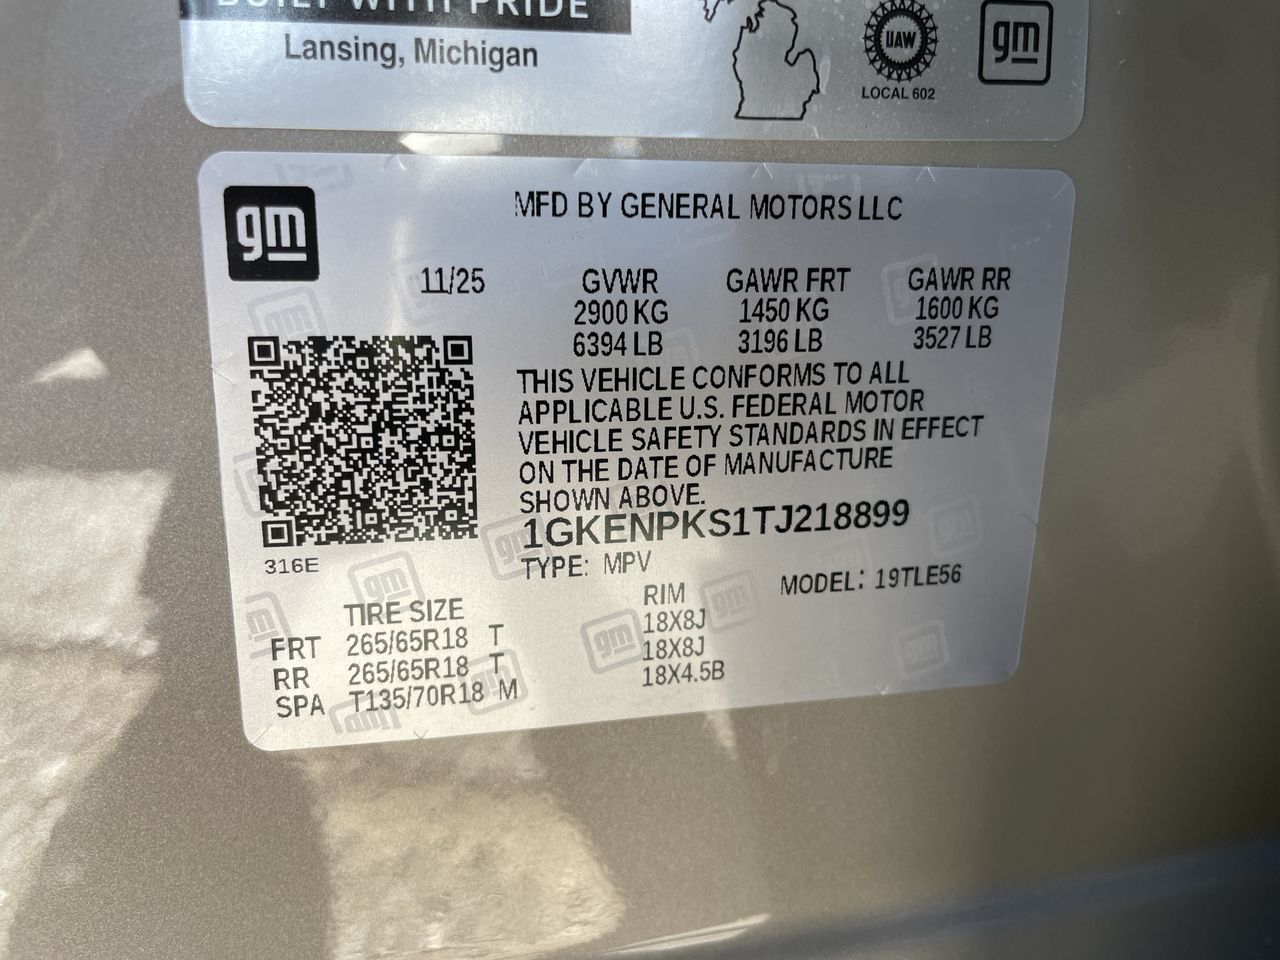 BUILT WITH PRIDE
Lansing, Michigan
UAW
LOCAL 602
gm
gm
MFD BY GENERAL MOTORS LLC
11/25 GVWR GAWR FRT GAWR RR
2900 KG 1450 KG 1600 KG
6394 LB 3196 LB 3527 LB
THIS VEHICLE CONFORMS TO ALL
APPLICABLE U.S. FEDERAL MOTOR
VEHICLE SAFETY STANDARDS IN EFFECT
ON THE DATE OF MANUFACTURE
SHOWN ABOVE.
1GKENPKS1TJ218899
316E
TYPE: MPV MODEL: 19TLE56
TIRE SIZE RIM
FRT 265/65R18 T 18X8J
RR 265/65R18 T 18X8J
SPA T135/70R18 M 18X4.5B